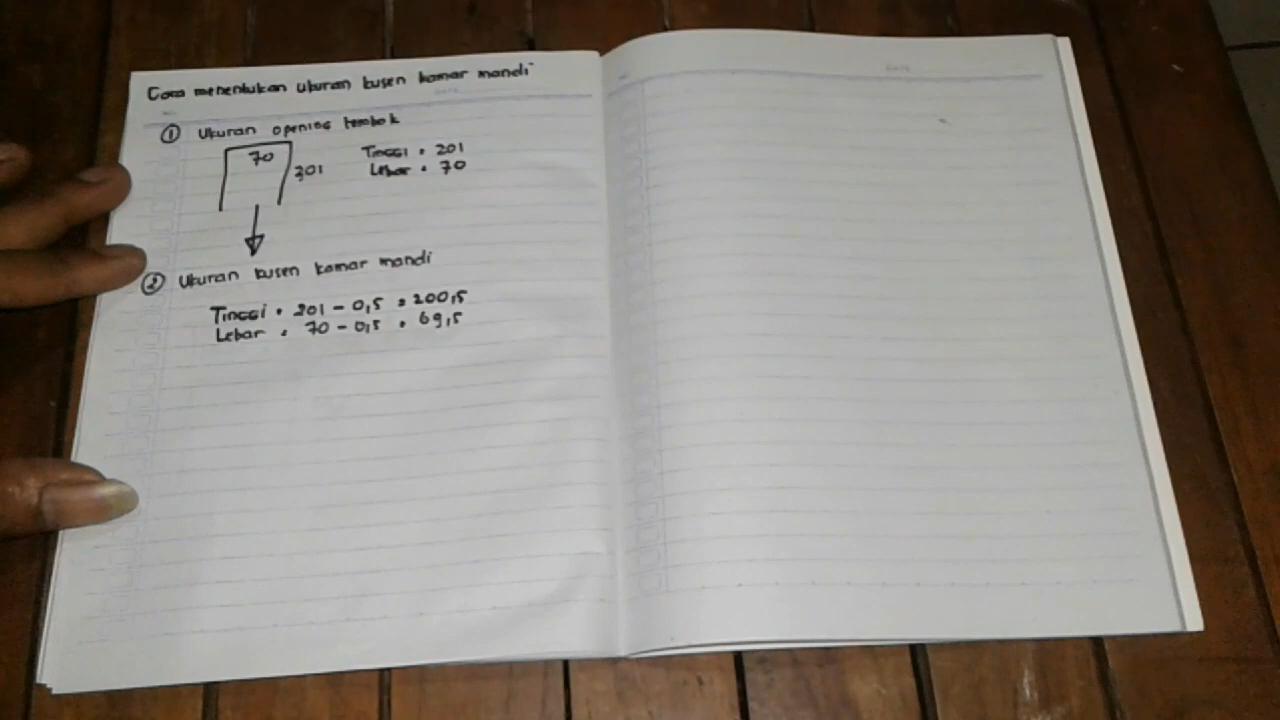 Cara menentukan ukuran kusen kamar mandi
① Ukuran opening tembok
70
201
Tinggi = 201
Lebar = 70
② Ukuran kusen kamar mandi
Tinggi = 201 - 0,5 = 200,5
Lebar = 70 - 0,5 = 69,5